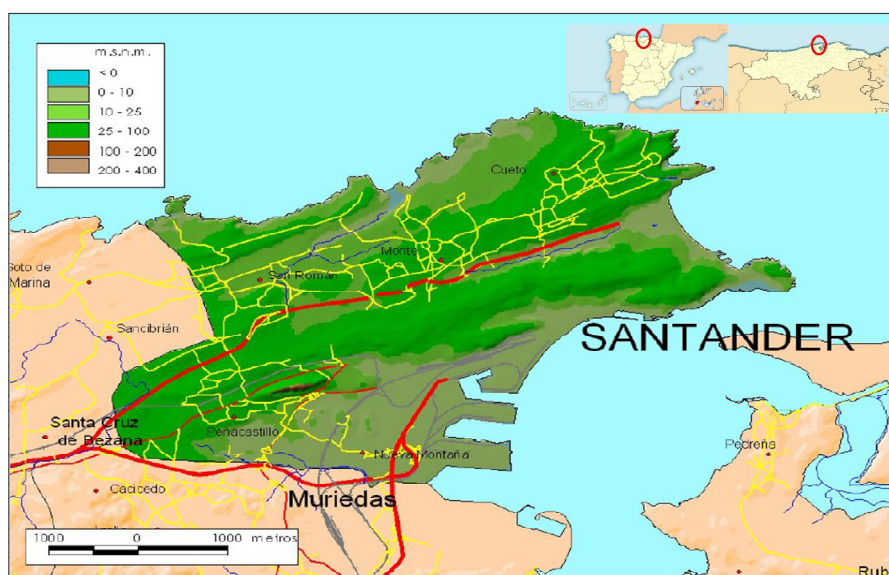 m.s.n.m.
< 0
0 - 10
10 - 25
25 - 100
100 - 200
200 - 400
Cueto
Monte
San Román
Soto de
Marina
Sancibrián
SANTANDER
Santa Cruz
de Bezana
Peñacastillo
Nueva Montaña
Pedreña
Cacicedo
Muriedas
1000 0 1000 metros
Rub